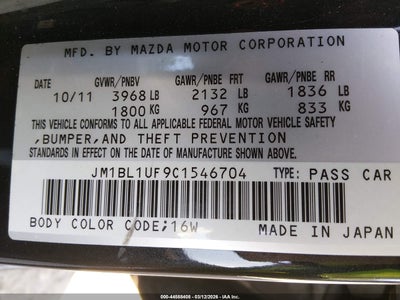 MFD. BY MAZDA MOTOR CORPORATION
DATE GVWR/PNBV GAWR/PNBE FRT GAWR/PNBE RR
10/11 3968 LB 2132 LB 1836 LB
1800 KG 967 KG 833 KG
THIS VEHICLE CONFORMS TO ALL APPLICABLE FEDERAL MOTOR VEHICLE SAFETY
,BUMPER,AND THEFT PREVENTION
STANDARDS IN EFFECT ON THE DATE OF MANUFACTURE SHOWN ABOVE.
JM1BL1UF9C1546704 TYPE: PASS CAR
BODY COLOR CODE;16W MADE IN JAPAN
000-44688408 - 03/12/2026 - IAA